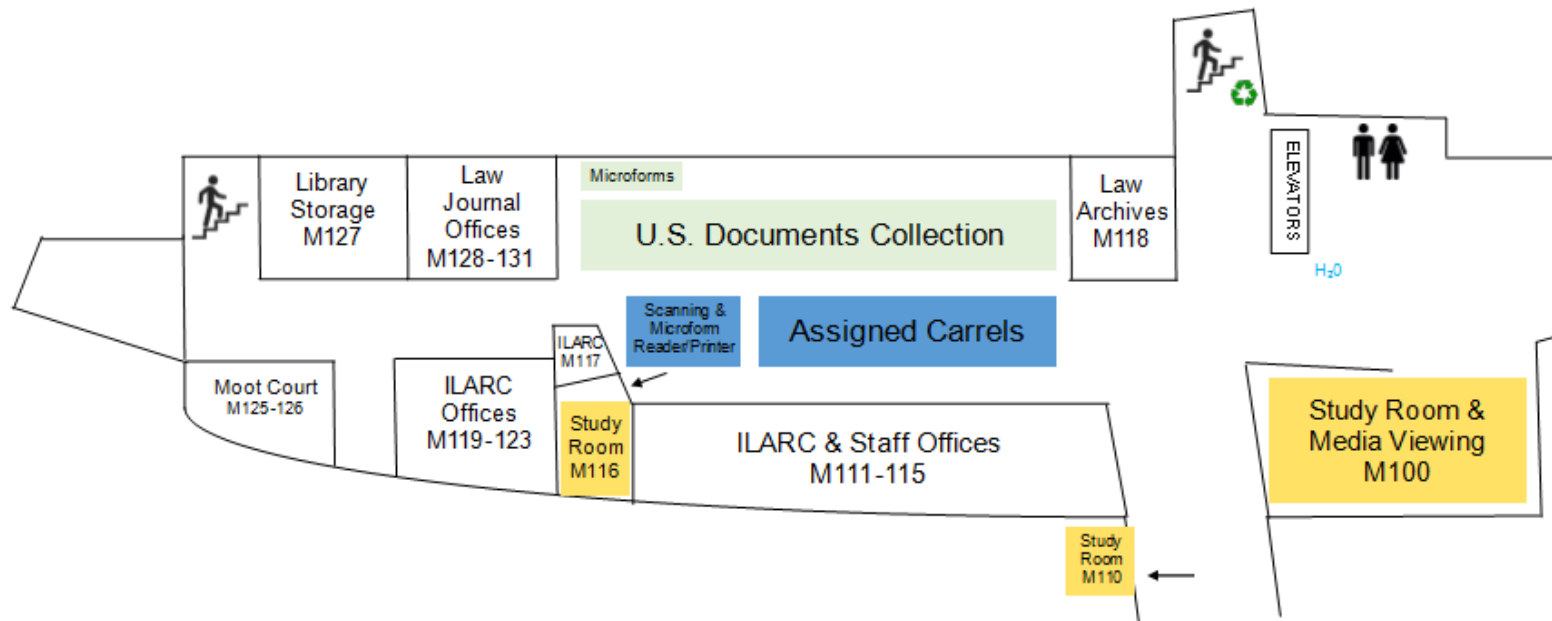 Library
Storage
M127
Law
Journal
Offices
M128-131
Microforms
U.S. Documents Collection
Law
Archives
M118
ELEVATORS
H₂0
Scanning &
Microform
Reader/Printer
Assigned Carrels
ILARC
M117
Moot Court
M125-126
ILARC
Offices
M119-123
Study
Room
M116
ILARC & Staff Offices
M111-115
Study Room &
Media Viewing
M100
Study
Room
M110